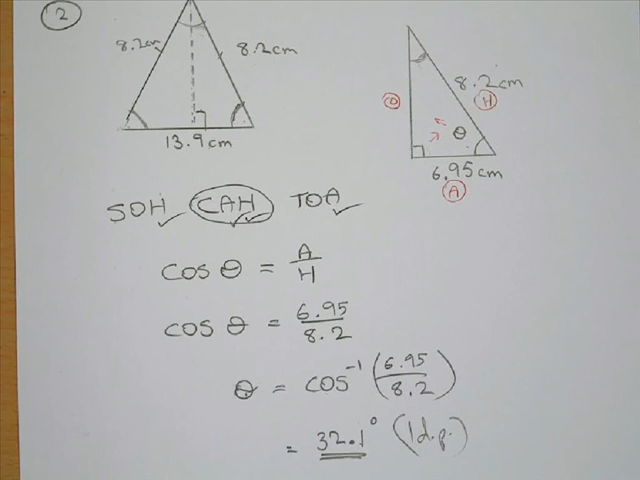 2
8.2cm
8.2cm
13.9cm
8.2cm
H
O
θ
6.95cm
A
SOH CAH TOA
cos θ = A/H
cos θ = 6.95/8.2
θ = cos⁻¹(6.95/8.2)
= 32.1° (1d.p.)